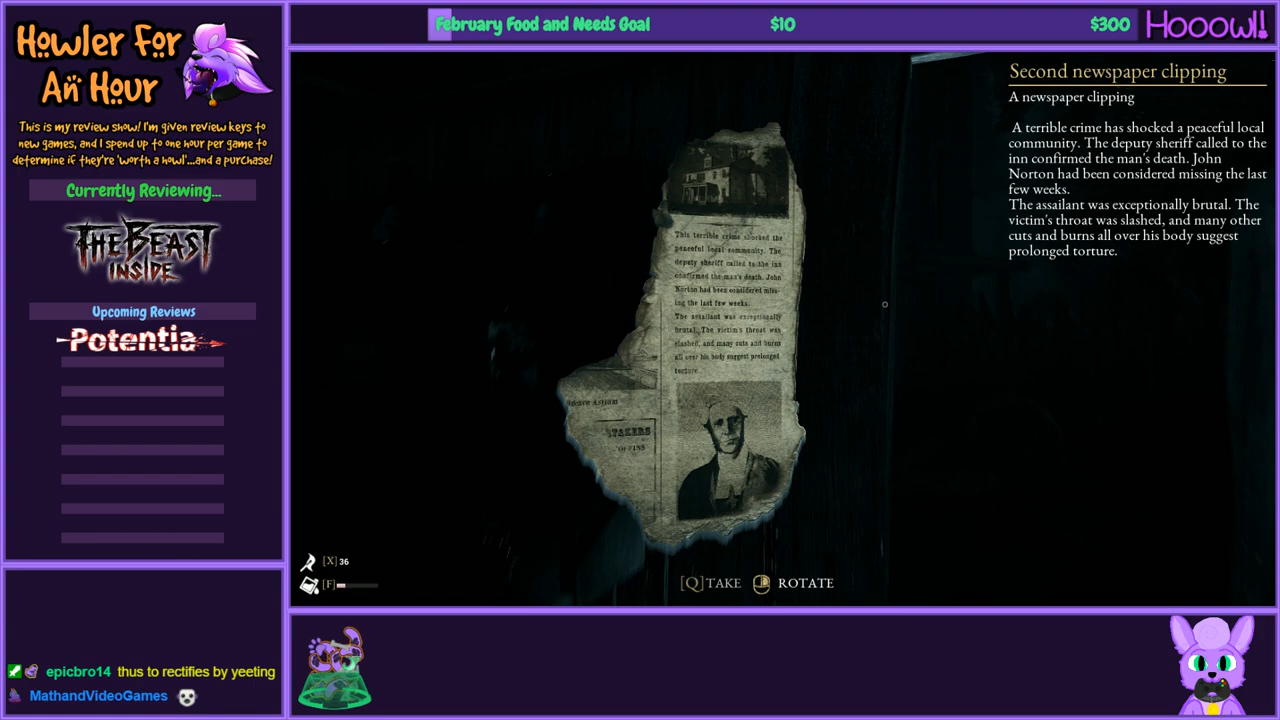 Howler For
An Hour
This is my review show! I'm given review keys to
new games, and I spend up to one hour per game to
determine if they're 'worth a howl'...and a purchase!
Currently Reviewing...
THE BEAST
INSIDE
Upcoming Reviews
Potentia
epicbro14 thus to rectifies by yeeting
MathandVideoGames
February Food and Needs Goal $10 $300
Hooowl!!
This terrible crime shocked the
peaceful local community. The
deputy sheriff called to the inn
confirmed the man's death. John
Norton had been considered miss-
ing the last few weeks.
The assailant was exceptionally
brutal. The victim's throat was
slashed, and many cuts and burns
all over his body suggest prolonged
torture.
Asylum
TAKERS
OF INNS
[X] 36
[F]
[Q] TAKE ROTATE
Second newspaper clipping
A newspaper clipping
A terrible crime has shocked a peaceful local
community. The deputy sheriff called to the
inn confirmed the man's death. John
Norton had been considered missing the last
few weeks.
The assailant was exceptionally brutal. The
victim's throat was slashed, and many other
cuts and burns all over his body suggest
prolonged torture.